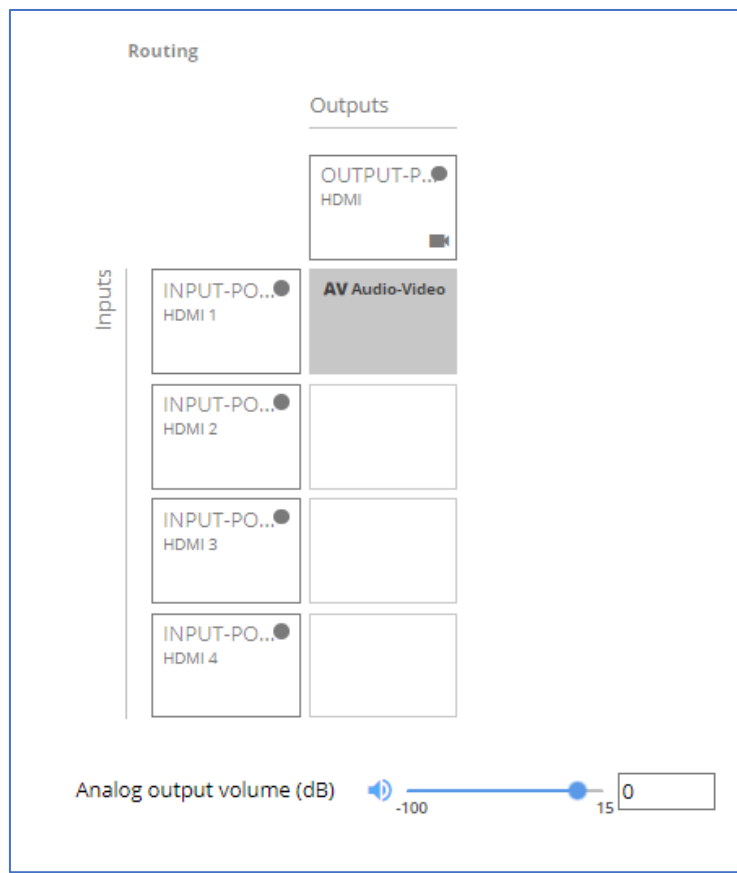 Routing
Outputs
OUTPUT-P...
HDMI
Inputs
INPUT-PO...
HDMI 1
AV Audio-Video
INPUT-PO...
HDMI 2
INPUT-PO...
HDMI 3
INPUT-PO...
HDMI 4
Analog output volume (dB)
-100
15
0